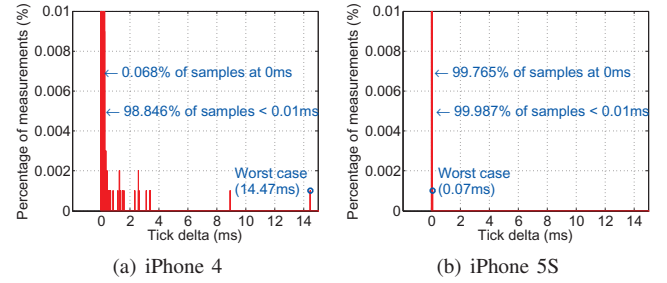 Percentage of measurements (%)
0.01
0.008
0.006
0.004
0.002
0
← 0.068% of samples at 0ms
← 98.846% of samples < 0.01ms
Worst case
(14.47ms)
0 2 4 6 8 10 12 14
Tick delta (ms)
(a) iPhone 4
Percentage of measurements (%)
0.01
0.008
0.006
0.004
0.002
0
← 99.765% of samples at 0ms
← 99.987% of samples < 0.01ms
Worst case
(0.07ms)
0 2 4 6 8 10 12 14
Tick delta (ms)
(b) iPhone 5S